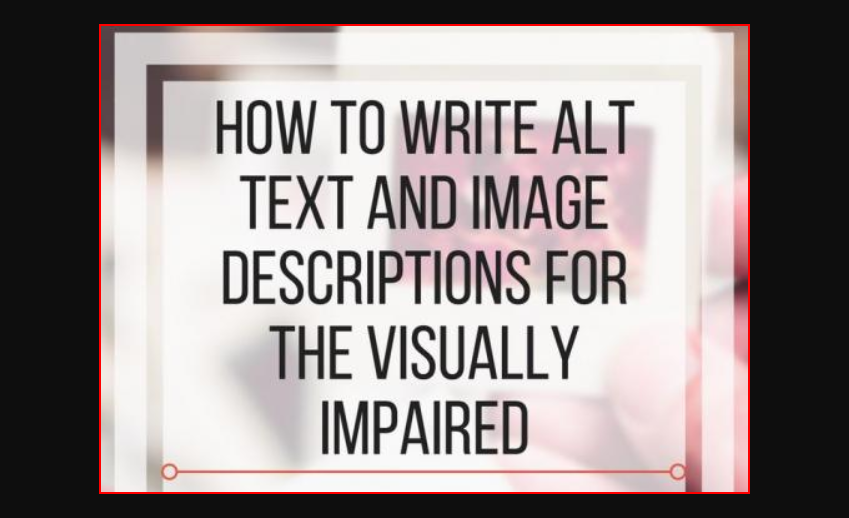 HOW TO WRITE ALT
TEXT AND IMAGE
DESCRIPTIONS FOR
THE VISUALLY
IMPAIRED